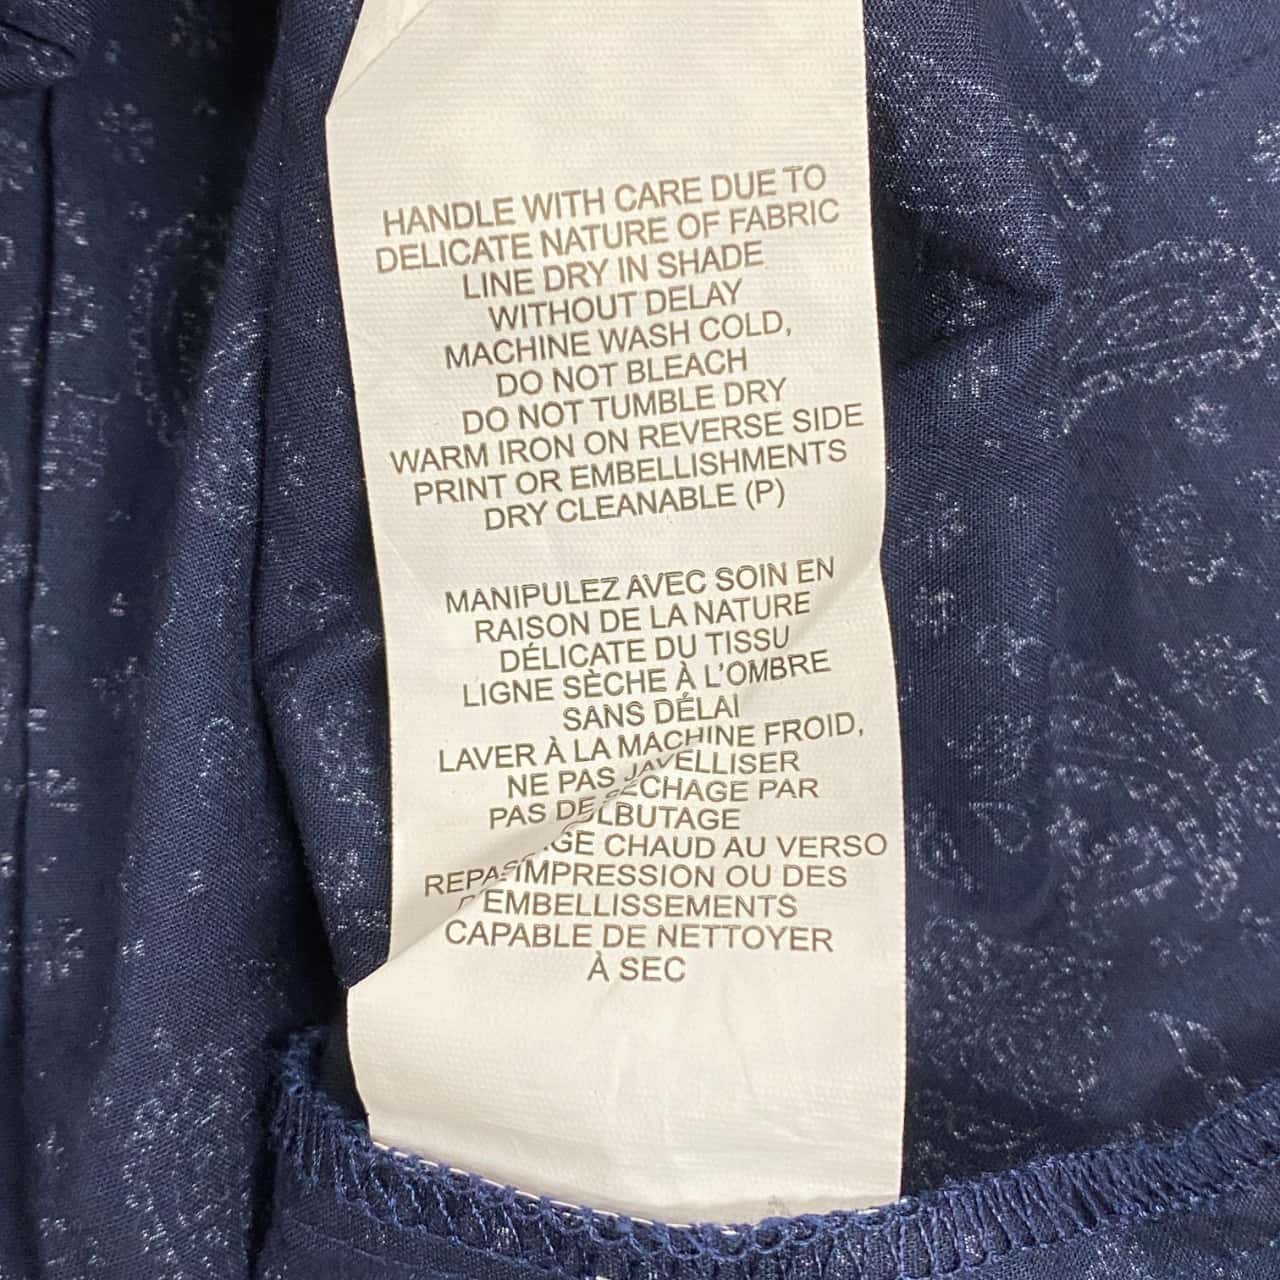 HANDLE WITH CARE DUE TO
DELICATE NATURE OF FABRIC
LINE DRY IN SHADE
WITHOUT DELAY
MACHINE WASH COLD,
DO NOT BLEACH
DO NOT TUMBLE DRY
WARM IRON ON REVERSE SIDE
PRINT OR EMBELLISHMENTS
DRY CLEANABLE (P)
MANIPULEZ AVEC SOIN EN
RAISON DE LA NATURE
DÉLICATE DU TISSU
LIGNE SÈCHE À L'OMBRE
SANS DÉLAI
LAVER À LA MACHINE FROID,
NE PAS JAVELLISER
PAS DE SÉCHAGE PAR
CULBUTAGE
CHAUD AU VERSO
IMPRESSION OU DES
EMBELLISSEMENTS
CAPABLE DE NETTOYER
À SEC